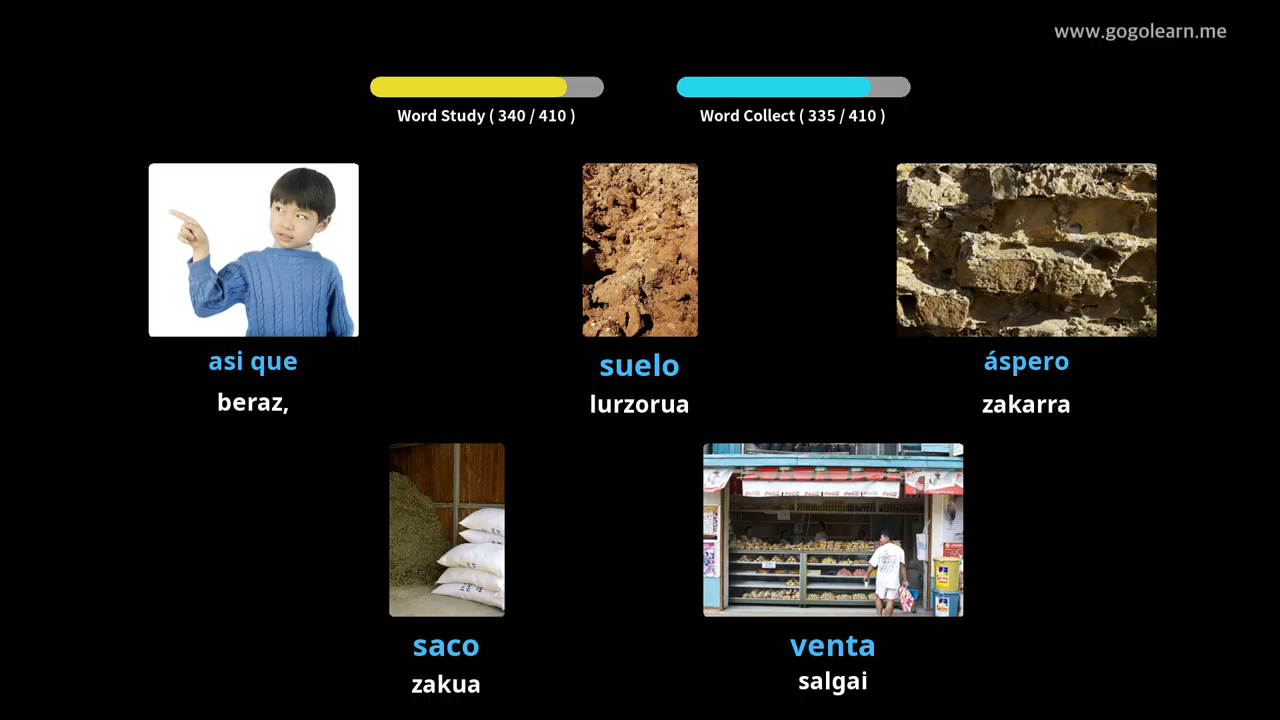 www.gogolearn.me
Word Study ( 340 / 410 )
Word Collect ( 335 / 410 )
asi que
beraz,
suelo
lurzorua
áspero
zakarra
saco
zakua
venta
salgai